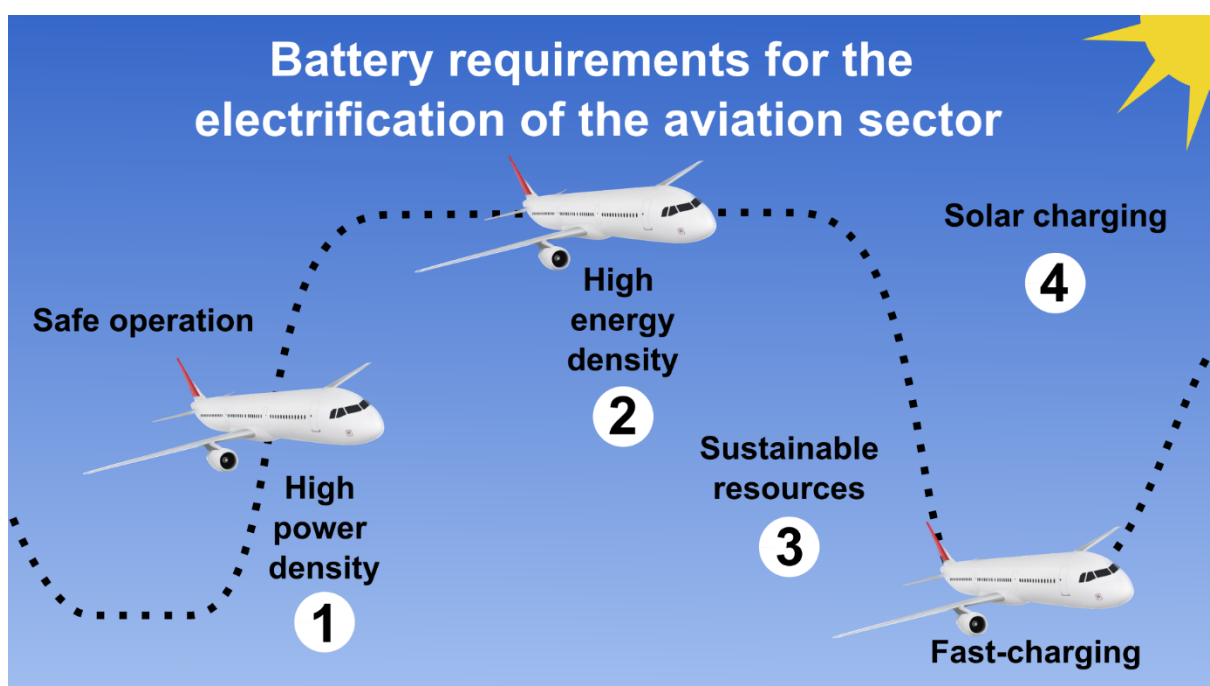 Battery requirements for the
electrification of the aviation sector
Safe operation
High
power
density
1
High
energy
density
2
Sustainable
resources
3
Solar charging
4
Fast-charging